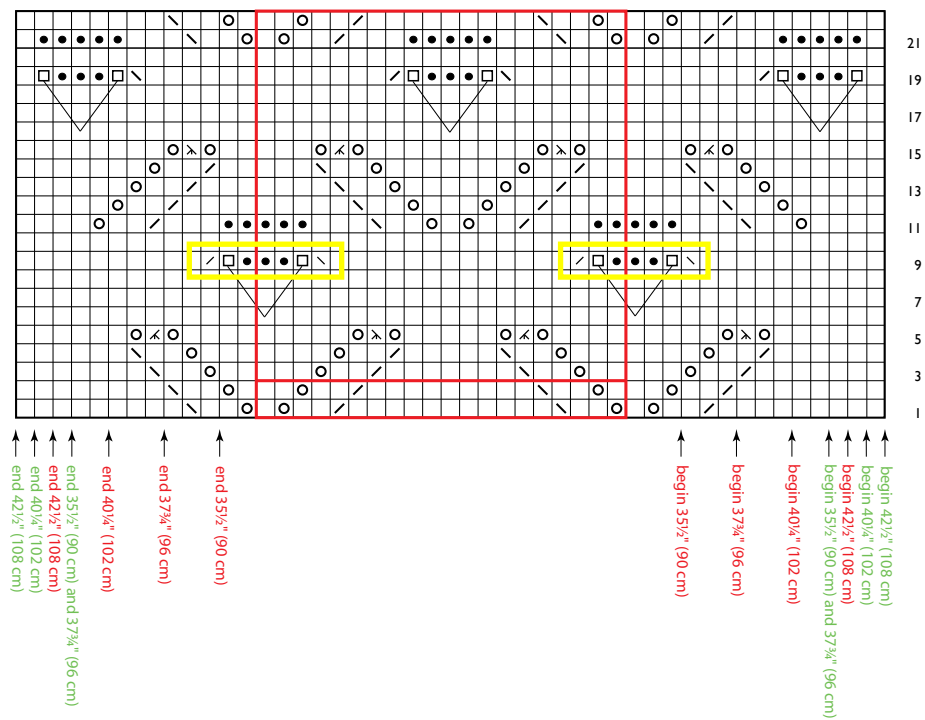 21
19
17
15
13
11
9
7
5
3
1
end 42½" (108 cm)
end 40¼" (102 cm)
end 42½" (108 cm)
end 35½" (90 cm) and 37¾" (96 cm)
end 40¼" (102 cm)
end 37¾" (96 cm)
end 35½" (90 cm)
begin 35½" (90 cm)
begin 37¾" (96 cm)
begin 40¼" (102 cm)
begin 35½" (90 cm) and 37¾" (96 cm)
begin 42½" (108 cm)
begin 40¼" (102 cm)
begin 42½" (108 cm)